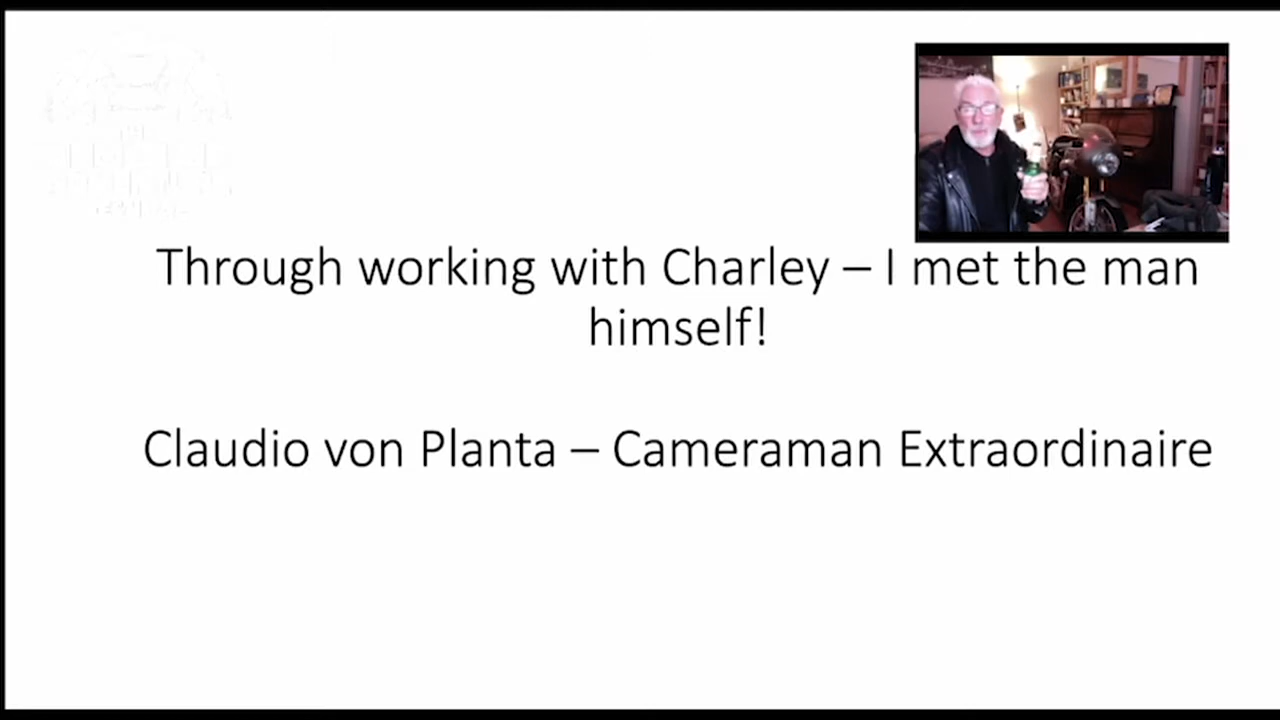 Through working with Charley – I met the man
himself!
Claudio von Planta – Cameraman Extraordinaire